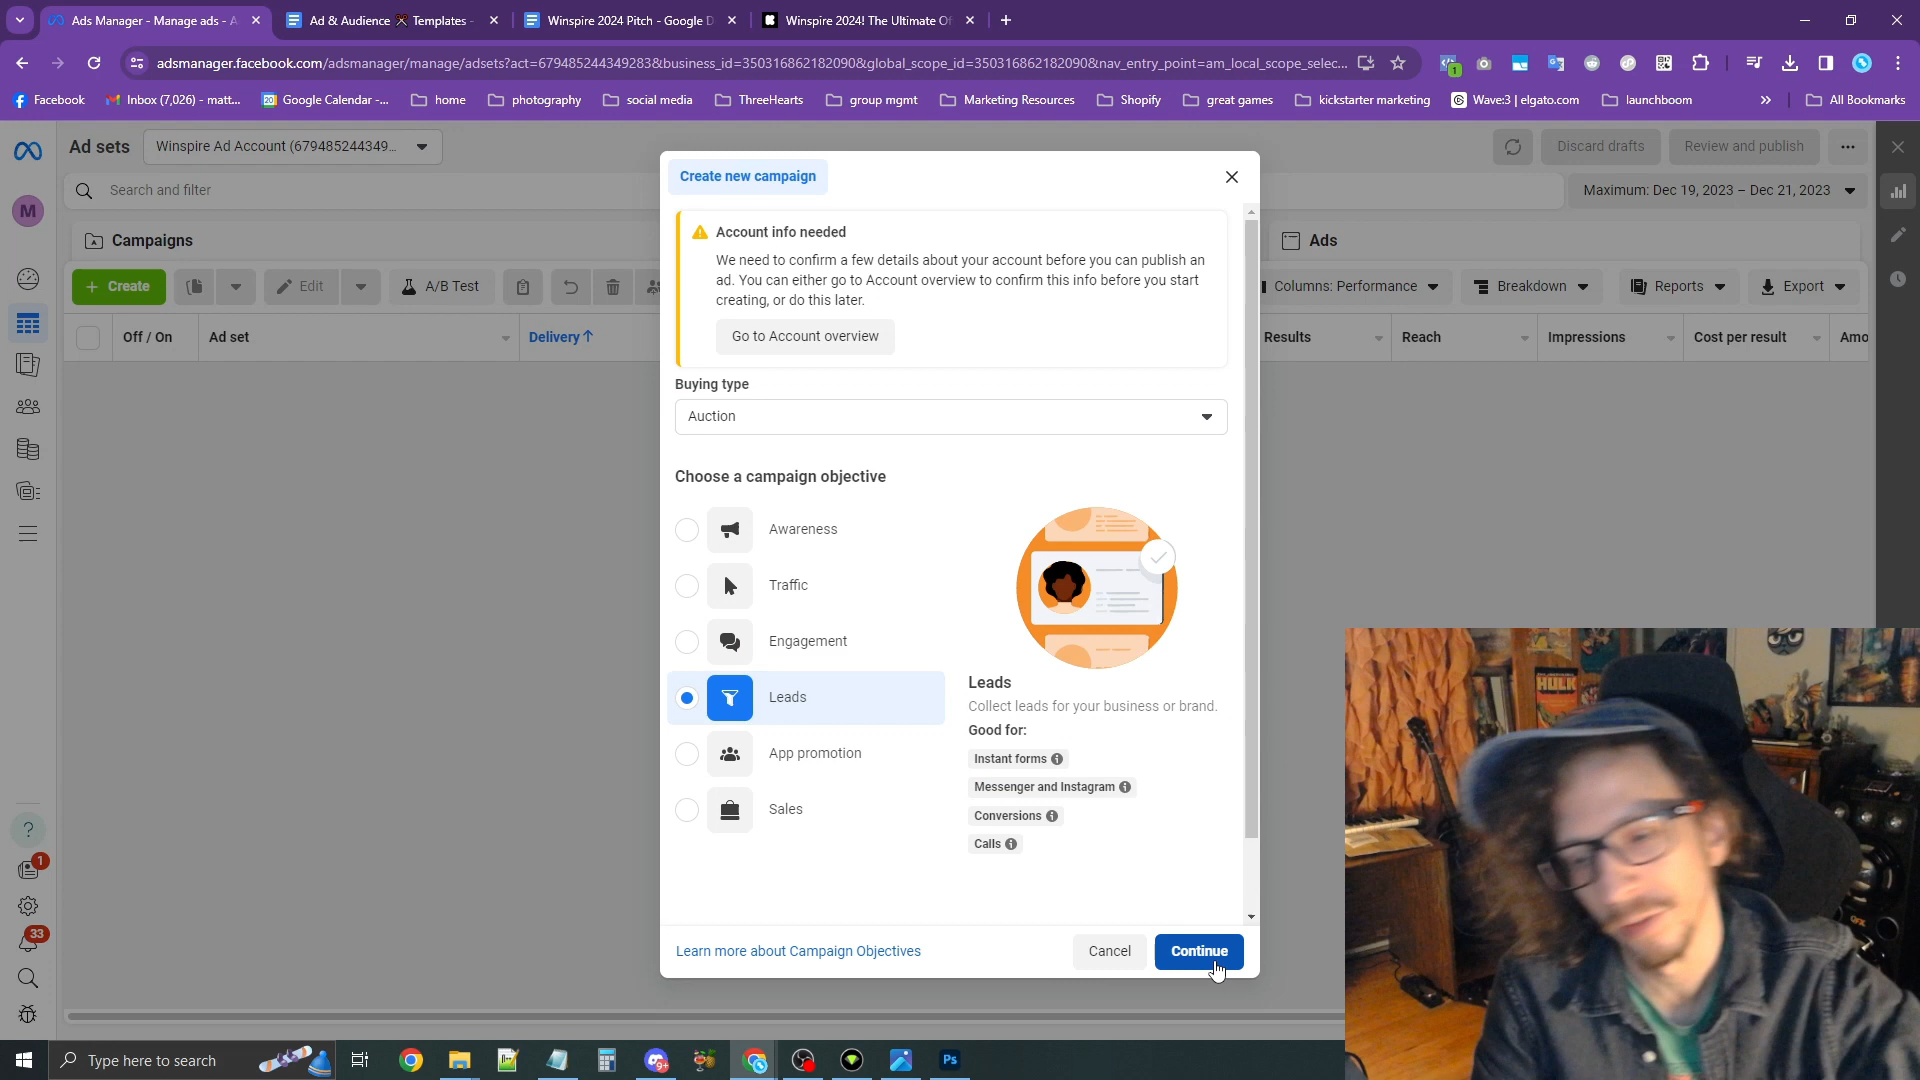 Ads Manager - Manage ads - A
Ad & Audience
Templates -
Winspire 2024 Pitch - Google D
Winspire 2024! The Ultimate Of
adsmanager.facebook.com/adsmanager/manage/adsets?act=679485244349283&business_id=350316862182090&global_scope_id=350316862182090&nav_entry_point=am_local_scope_selec...
1
Facebook
Inbox (7,026) - matt...
Google Calendar -...
home
photography
social media
ThreeHearts
group mgmt
Marketing Resources
Shopify
great games
kickstarter marketing
Wave:3 | elgato.com
launchboom
»
All Bookmarks
Ad sets
Winspire Ad Account (679485244349...
Discard drafts
Review and publish
M
Search and filter
Maximum: Dec 19, 2023 – Dec 21, 2023
Campaigns
Ads
+ Create
Edit
A/B Test
Columns: Performance
Breakdown
Reports
Export
Off / On
Ad set
Delivery ↑
Results
Reach
Impressions
Cost per result
Amo
Create new campaign
Account info needed
We need to confirm a few details about your account before you can publish an
ad. You can either go to Account overview to confirm this info before you start
creating, or do this later.
Go to Account overview
Buying type
Auction
Choose a campaign objective
Awareness
Traffic
Engagement
Leads
App promotion
Sales
Leads
Collect leads for your business or brand.
Good for:
Instant forms
Messenger and Instagram
Conversions
Calls
Learn more about Campaign Objectives
Cancel
Continue
?
1
33
HULK
Type here to search
9+
Ps